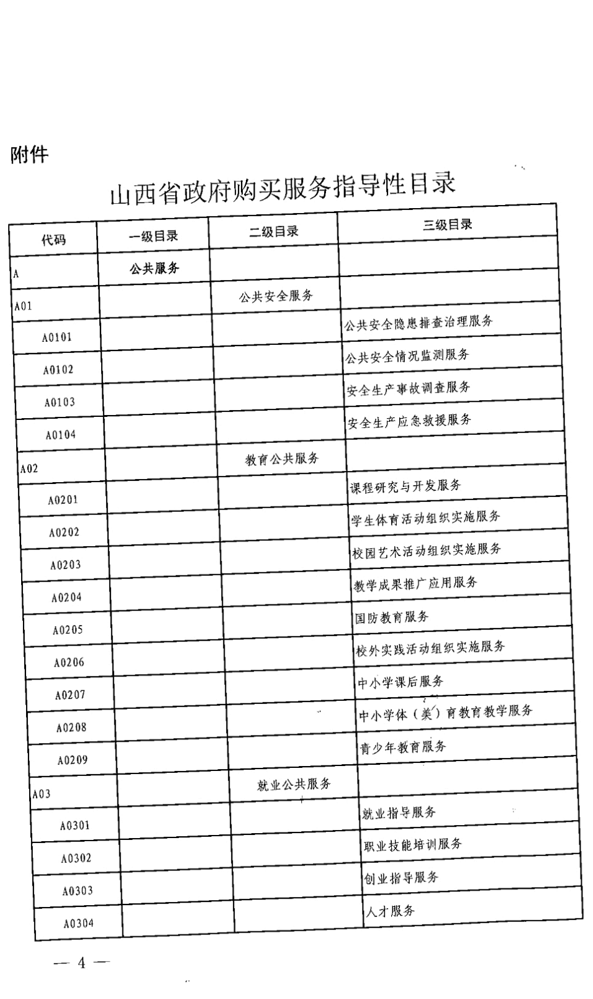 附件
山西省政府购买服务指导性目录
代码 一级目录 二级目录 三级目录
A 公共服务
A01 公共安全服务
A0101 公共安全隐患排查治理服务
A0102 公共安全情况监测服务
A0103 安全生产事故调查服务
A0104 安全生产应急救援服务
A02 教育公共服务
A0201 课程研究与开发服务
A0202 学生体育活动组织实施服务
A0203 校园艺术活动组织实施服务
A0204 教学成果推广应用服务
A0205 国防教育服务
A0206 校外实践活动组织实施服务
A0207 中小学课后服务
A0208 中小学体（美）育教育教学服务
A0209 青少年教育服务
A03 就业公共服务
A0301 就业指导服务
A0302 职业技能培训服务
A0303 创业指导服务
A0304 人才服务
— 4 —